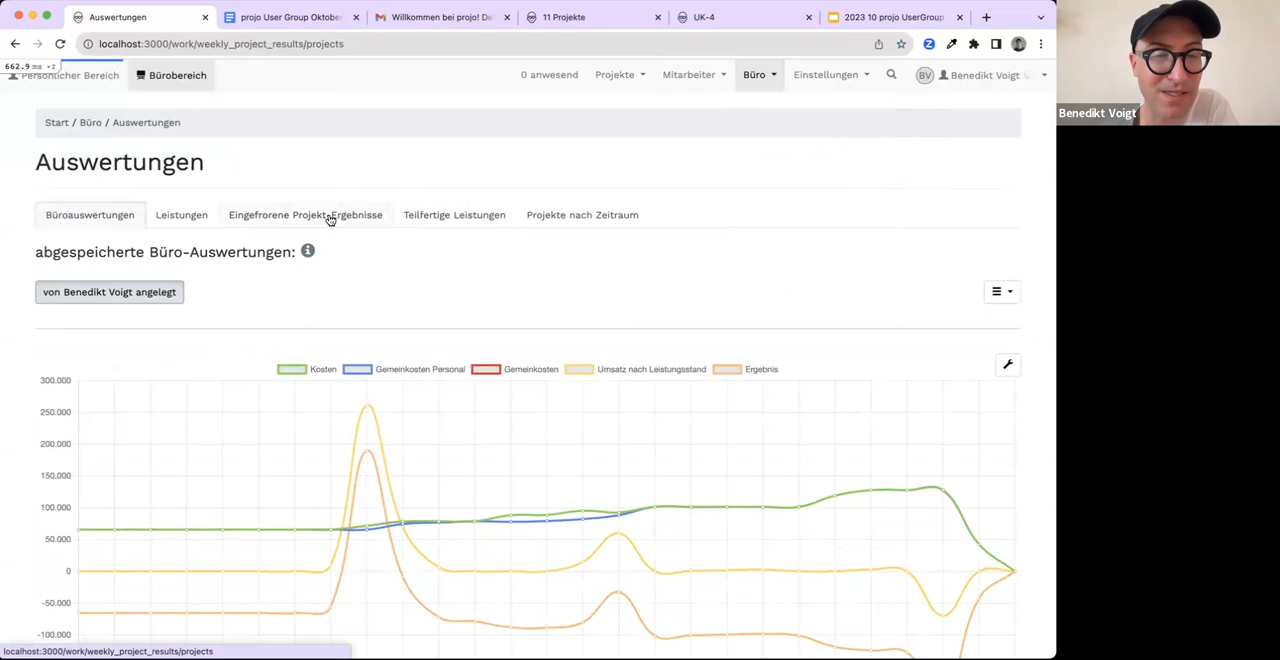 Auswertungen
projo User Group Oktober
Willkommen bei projo! De
11 Projekte
UK-4
2023 10 projo UserGroup
localhost:3000/work/weekly_project_results/projects
662.9 ms ×2
Persönlicher Bereich
Bürobereich
0 anwesend
Projekte
Mitarbeiter
Büro
Einstellungen
BV
Benedikt Voigt
Benedikt Voigt
Start / Büro / Auswertungen
Auswertungen
Büroauswertungen
Leistungen
Eingefrorene Projekt-Ergebnisse
Teilfertige Leistungen
Projekte nach Zeitraum
abgespeicherte Büro-Auswertungen:
von Benedikt Voigt angelegt
Kosten
Gemeinkosten Personal
Gemeinkosten
Umsatz nach Leistungsstand
Ergebnis
300.000
250.000
200.000
150.000
100.000
50.000
0
-50.000
-100.000
localhost:3000/work/weekly_project_results/projects